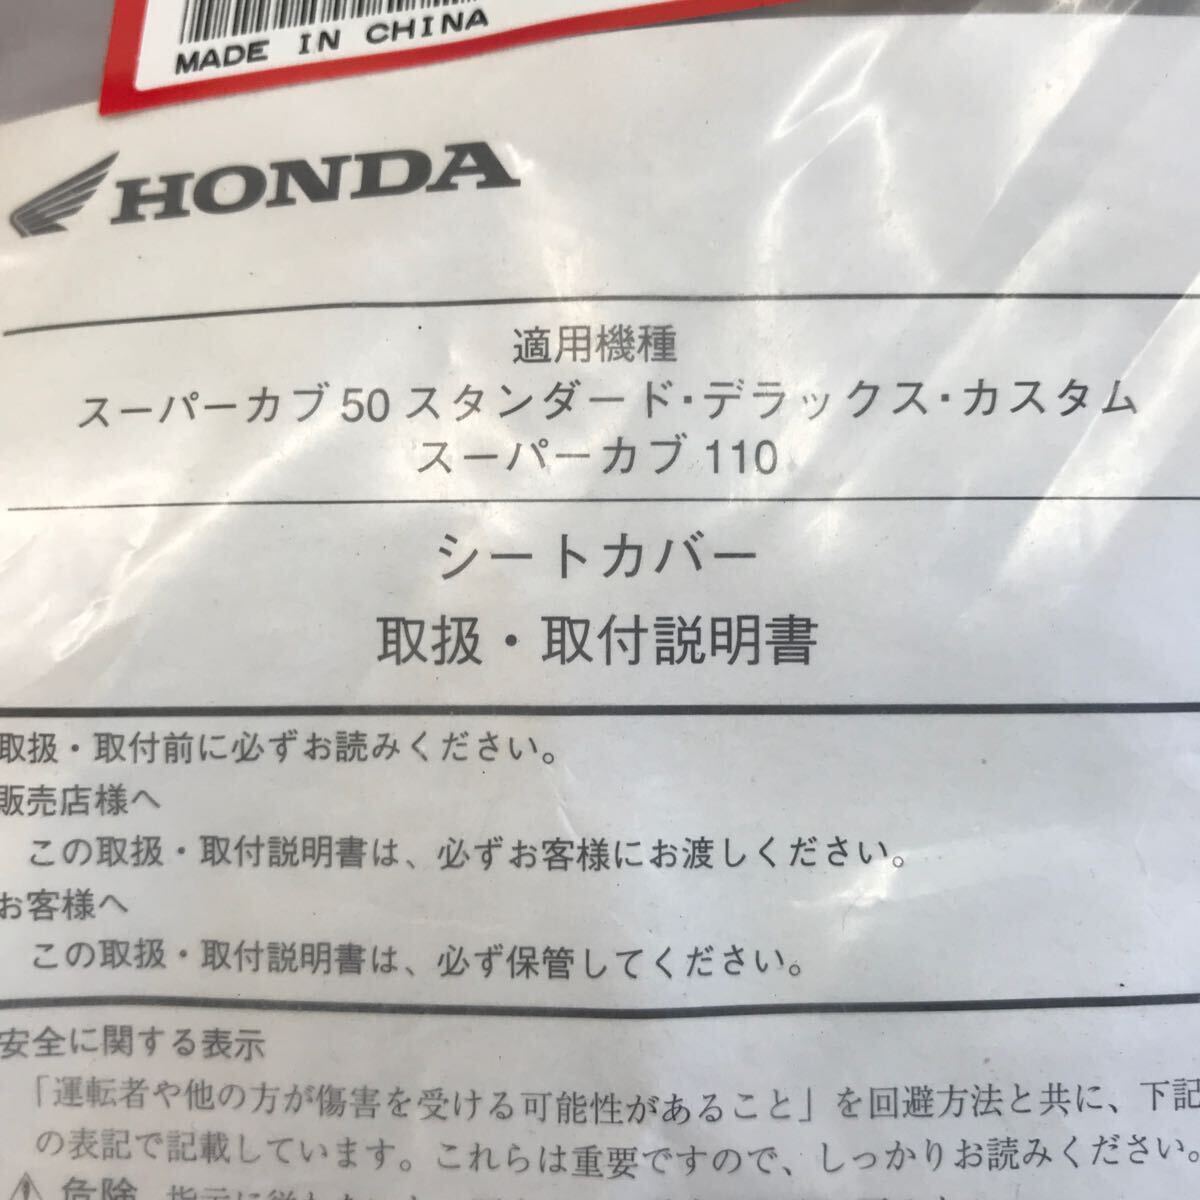 MADE IN CHINA
HONDA
適用機種
スーパーカブ 50 スタンダード・デラックス・カスタム
スーパーカブ 110
シートカバー
取扱・取付説明書
取扱・取付前に必ずお読みください。
販売店様へ
この取扱・取付説明書は、必ずお客様にお渡しください。
お客様へ
この取扱・取付説明書は、必ず保管してください。
安全に関する表示
「運転者や他の方が傷害を受ける可能性があること」を回避方法と共に、下記
の表記で記載しています。これらは重要ですので、しっかりお読みください。
危険